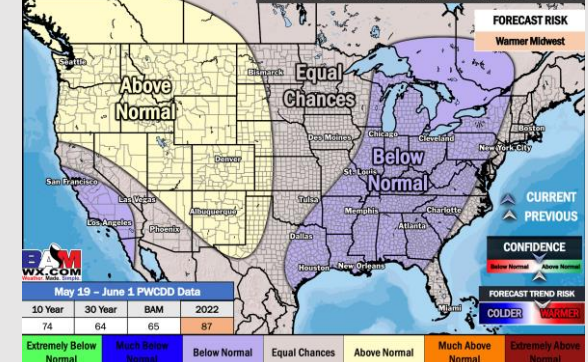 FORECAST RISK
Warmer Midwest
Seattle
Bismarck
Above
Normal
Equal
Chances
Boston
Des Moines
Chicago
Cleveland
New York City
Below
Normal
Denver
St. Louis
San Francisco
Las Vegas
Los Angeles
Albuquerque
Phoenix
Tulsa
Memphis
Charlotte
Atlanta
Dallas
Houston
New Orleans
Miami
CURRENT
PREVIOUS
CONFIDENCE
Below Normal
Above Normal
FORECAST TREND RISK
COLDER
WARMER
BAM
WX.COM
Weather Made Simple
May 19 – June 1 PWCDD Data
10 Year 30 Year BAM 2022
74 64 65 87
Extremely Below Normal
Much Below Normal
Below Normal
Equal Chances
Above Normal
Much Above Normal
Extremely Above Normal